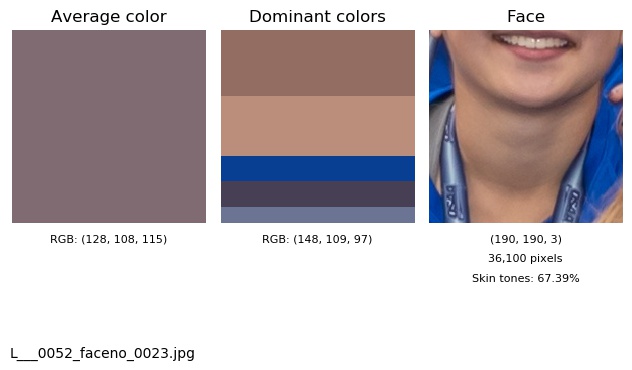 Average color
Dominant colors
Face
RGB: (128, 108, 115)
RGB: (148, 109, 97)
(190, 190, 3)
36,100 pixels
Skin tones: 67.39%
L___0052_faceno_0023.jpg